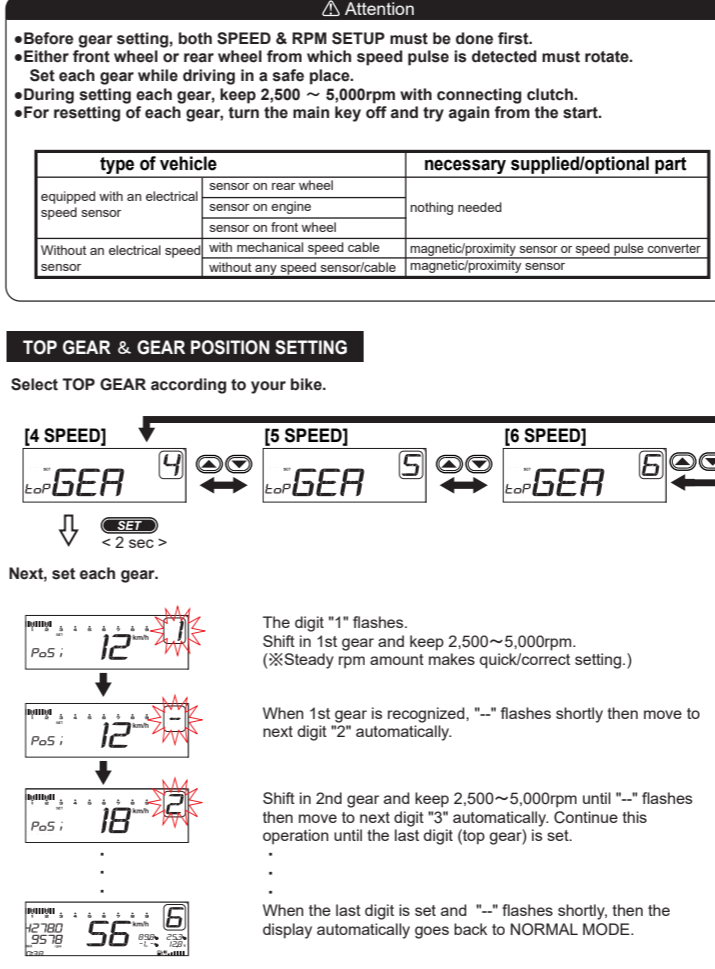 ⚠ Attention
●Before gear setting, both SPEED & RPM SETUP must be done first.
●Either front wheel or rear wheel from which speed pulse is detected must rotate.
Set each gear while driving in a safe place.
●During setting each gear, keep 2,500 ～ 5,000rpm with connecting clutch.
●For resetting of each gear, turn the main key off and try again from the start.
type of vehicle necessary supplied/optional part
equipped with an electrical speed sensor
sensor on rear wheel
sensor on engine
sensor on front wheel
nothing needed
Without an electrical speed sensor
with mechanical speed cable magnetic/proximity sensor or speed pulse converter
without any speed sensor/cable magnetic/proximity sensor
TOP GEAR & GEAR POSITION SETTING
Select TOP GEAR according to your bike.
[4 SPEED] [5 SPEED] [6 SPEED]
toP GEA 4 toP GEA 5 toP GEA 6
SET
< 2 sec >
Next, set each gear.
PoSi 12 km/h 1
The digit "1" flashes.
Shift in 1st gear and keep 2,500～5,000rpm.
(※Steady rpm amount makes quick/correct setting.)
PoSi 12 km/h --
When 1st gear is recognized, "--" flashes shortly then move to
next digit "2" automatically.
PoSi 18 km/h 2
Shift in 2nd gear and keep 2,500～5,000rpm until "--" flashes
then move to next digit "3" automatically. Continue this
operation until the last digit (top gear) is set.
42780
9578
56 km/h 6
When the last digit is set and "--" flashes shortly, then the
display automatically goes back to NORMAL MODE.